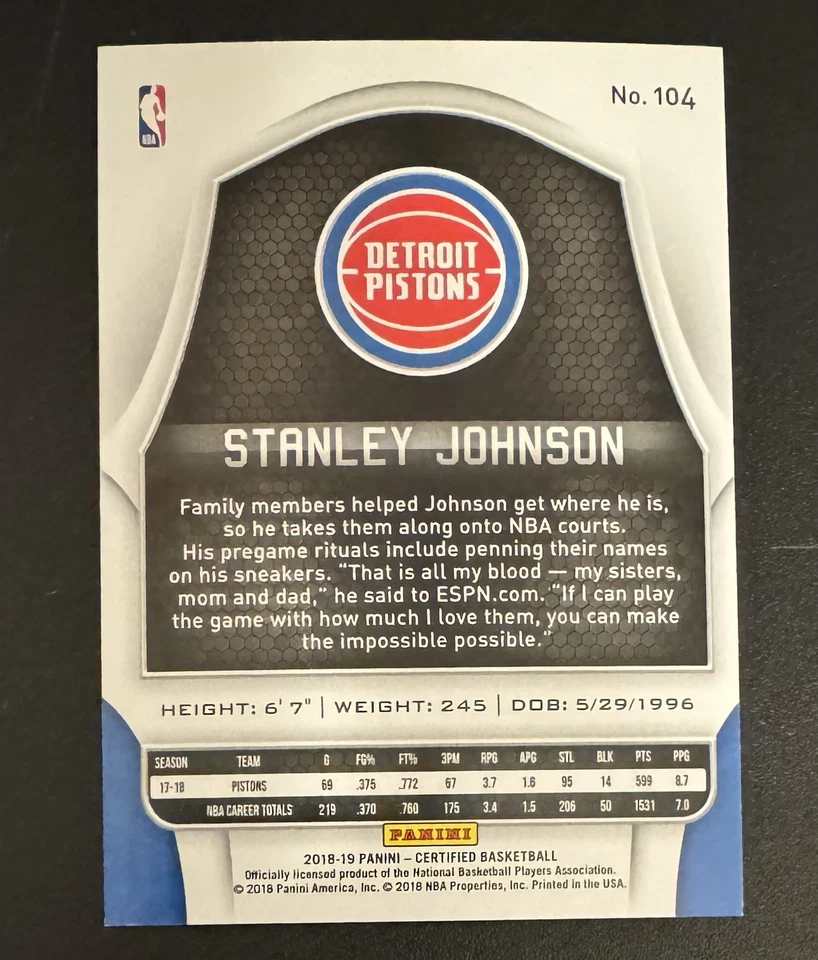 NBA
No. 104
DETROIT
PISTONS
STANLEY JOHNSON
Family members helped Johnson get where he is,
so he takes them along onto NBA courts.
His pregame rituals include penning their names
on his sneakers. “That is all my blood — my sisters,
mom and dad,” he said to ESPN.com. “If I can play
the game with how much I love them, you can make
the impossible possible.”
HEIGHT: 6' 7" | WEIGHT: 245 | DOB: 5/29/1996
SEASON TEAM G FG% FT% 3PM RPG APG STL BLK PTS PPG
17-18 PISTONS 69 .375 .772 67 3.7 1.6 95 14 599 8.7
NBA CAREER TOTALS 219 .370 .760 175 3.4 1.5 206 50 1531 7.0
PANINI
2018-19 PANINI – CERTIFIED BASKETBALL
Officially licensed product of the National Basketball Players Association.
© 2018 Panini America, Inc. © 2018 NBA Properties, Inc. Printed in the USA.